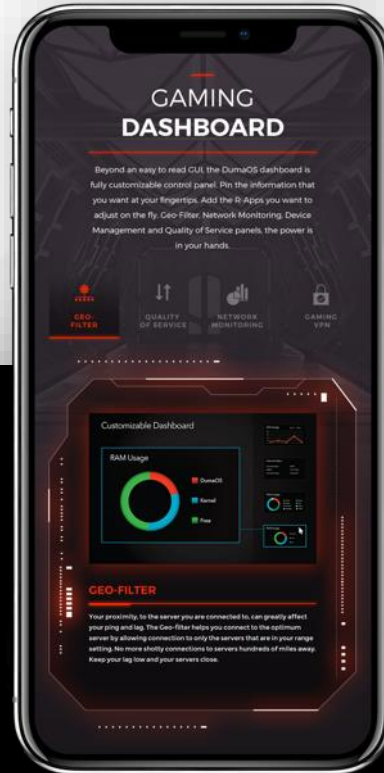 GAMING
DASHBOARD
Beyond an easy to read GUI, the DumaOS dashboard is
fully customizable control panel. Pin the information that
you want at your fingertips. Add the R-Apps you want to
adjust on the fly. Geo-Filter, Network Monitoring, Device
Management and Quality of Service panels, the power is
in your hands.
GEO-
FILTER
QUALITY
OF SERVICE
NETWORK
MONITORING
GAMING
VPN
Customizable Dashboard
RAM Usage
DumaOS
Kernel
Free
GEO-FILTER
Your proximity, to the server you are connected to, can greatly affect
your ping and lag. The Geo-filter helps you connect to the optimum
server by allowing connection to only the servers that are in your range
setting. No more shotty connections to servers hundreds of miles away.
Keep your lag low and your servers close.